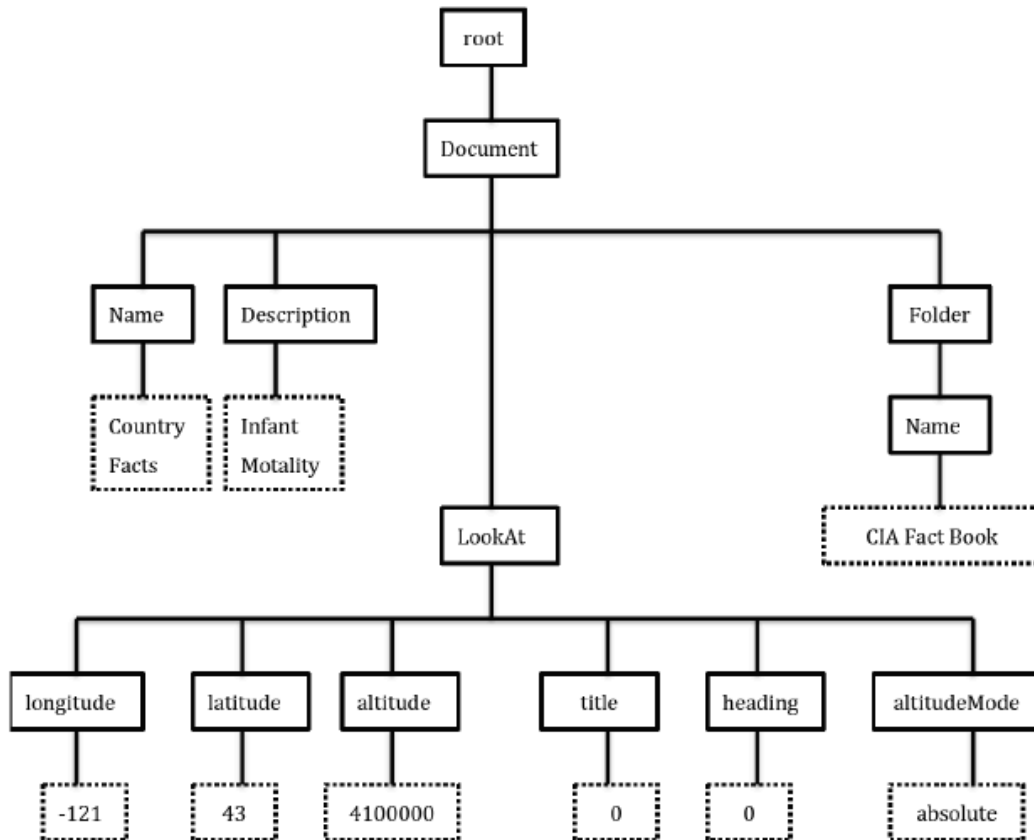 root
Document
Name
Description
Folder
Country
Facts
Infant
Motality
Name
CIA Fact Book
LookAt
longitude
latitude
altitude
title
heading
altitudeMode
-121
43
4100000
0
0
absolute